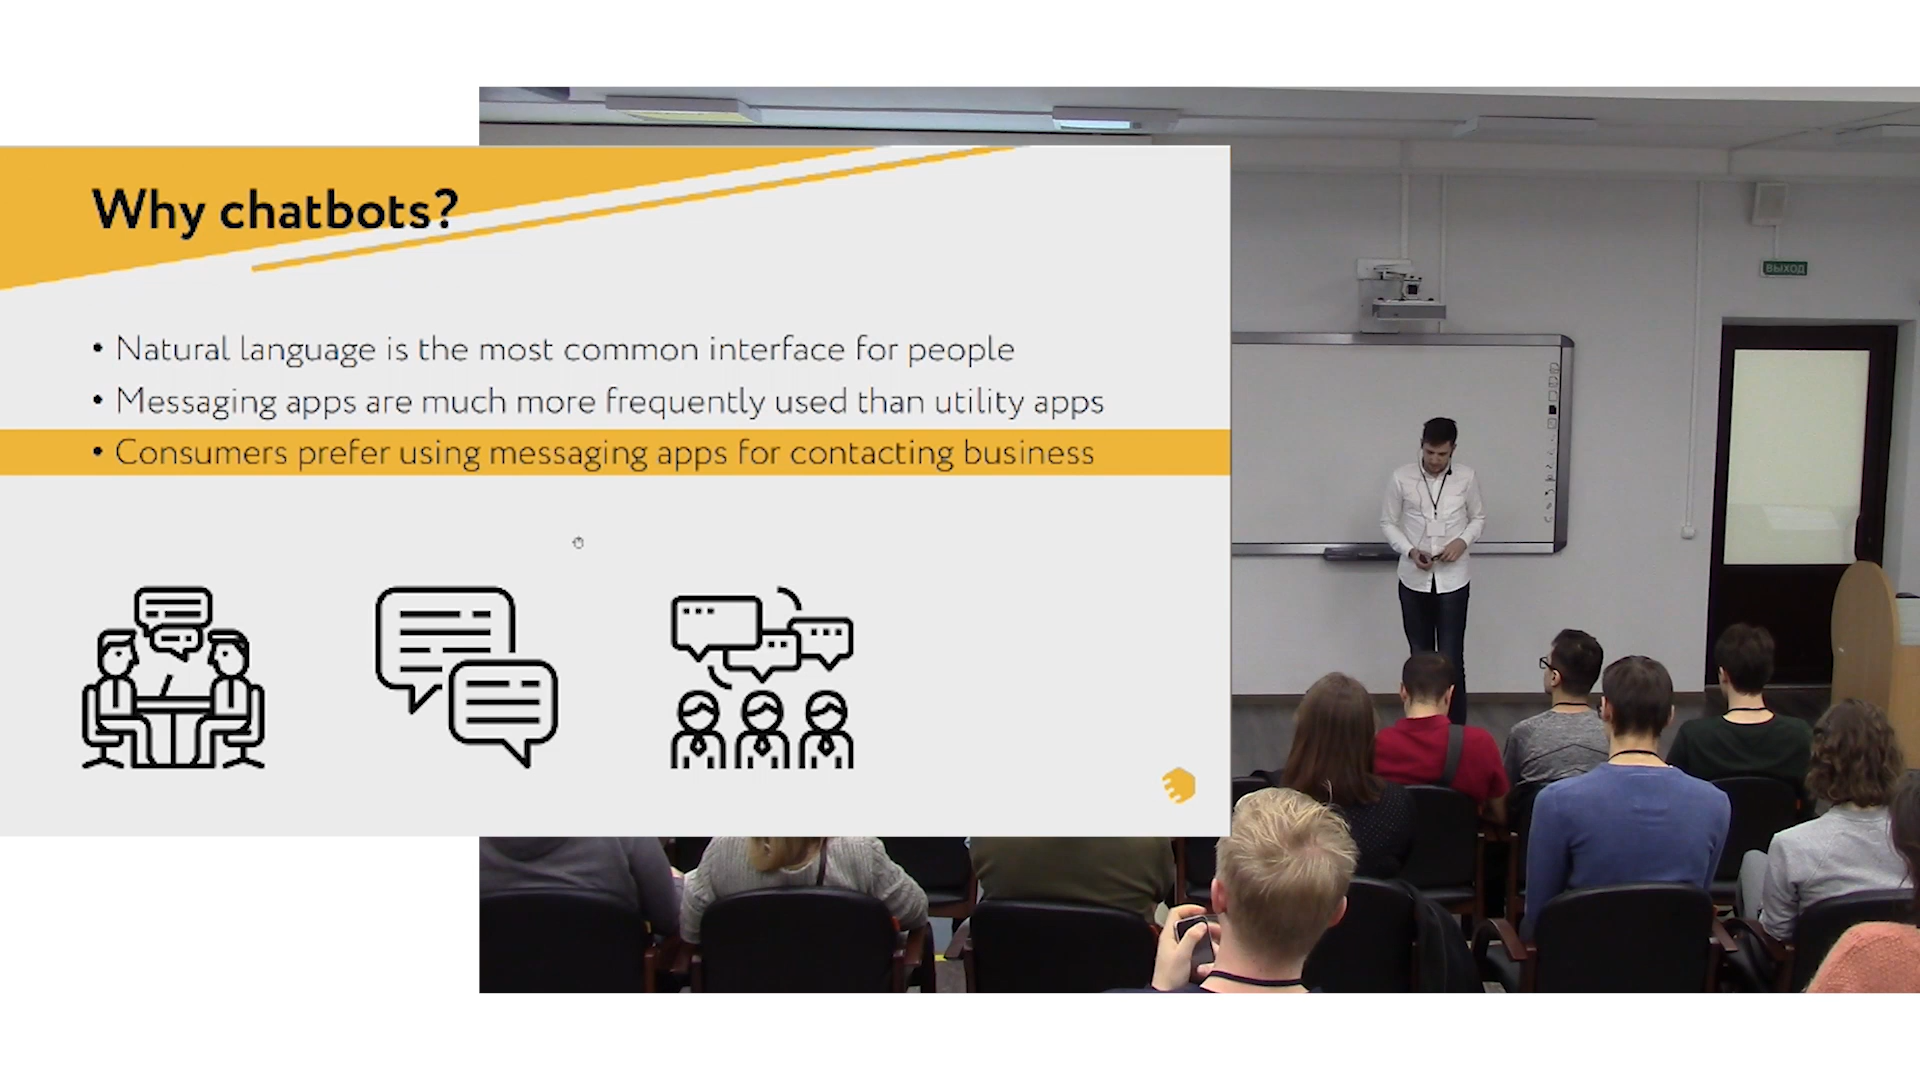 Why chatbots?
• Natural language is the most common interface for people
• Messaging apps are much more frequently used than utility apps
• Consumers prefer using messaging apps for contacting business
ВЫХОД